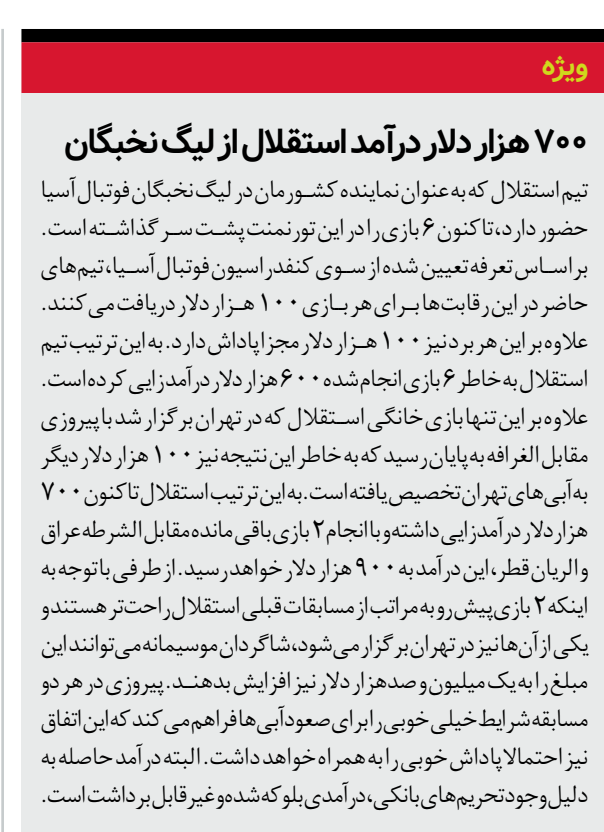 ویژه
۷۰۰ هزار دلار درآمد استقلال از لیگ نخبگان
تیم استقلال که به عنوان نماینده کشورمان در لیگ نخبگان فوتبال آسیا
حضور دارد، تاکنون ۶ بازی را در این تورنمنت پشت سر گذاشته است.
بر اساس تعرفه تعیین شده از سوی کنفدراسیون فوتبال آسیا، تیم‌های
حاضر در این رقابت‌ها برای هر بازی ۱۰۰ هزار دلار دریافت می کنند.
علاوه بر این هر برد نیز ۱۰۰ هزار دلار مجزا پاداش دارد. به این ترتیب تیم
استقلال به خاطر ۶ بازی انجام شده ۶۰۰ هزار دلار درآمدزایی کرده است.
علاوه بر این تنها بازی خانگی استقلال که در تهران برگزار شد با پیروزی
مقابل الغرافه به پایان رسید که به خاطر این نتیجه نیز ۱۰۰ هزار دلار دیگر
به آبی های تهران تخصیص یافته است. به این ترتیب استقلال تاکنون ۷۰۰
هزار دلار درآمدزایی داشته و با انجام ۲ بازی باقی مانده مقابل الشرطه عراق
و الریان قطر، این درآمد به ۹۰۰ هزار دلار خواهد رسید. از طرفی با توجه به
اینکه ۲ بازی پیش رو به مراتب از مسابقات قبلی استقلال راحت‌تر هستند و
یکی از آن ها نیز در تهران برگزار می‌شود، شاگردان موسیمانه می توانند این
مبلغ را به یک میلیون و صد هزار دلار نیز افزایش بدهند. پیروزی در هر دو
مسابقه شرایط خیلی خوبی را برای صعود آبی ها فراهم می کند که این اتفاق
نیز احتمالا پاداش خوبی را به همراه خواهد داشت. البته درآمد حاصله به
دلیل وجود تحریم های بانکی، درآمدی بلوکه شده و غیر قابل برداشت است.